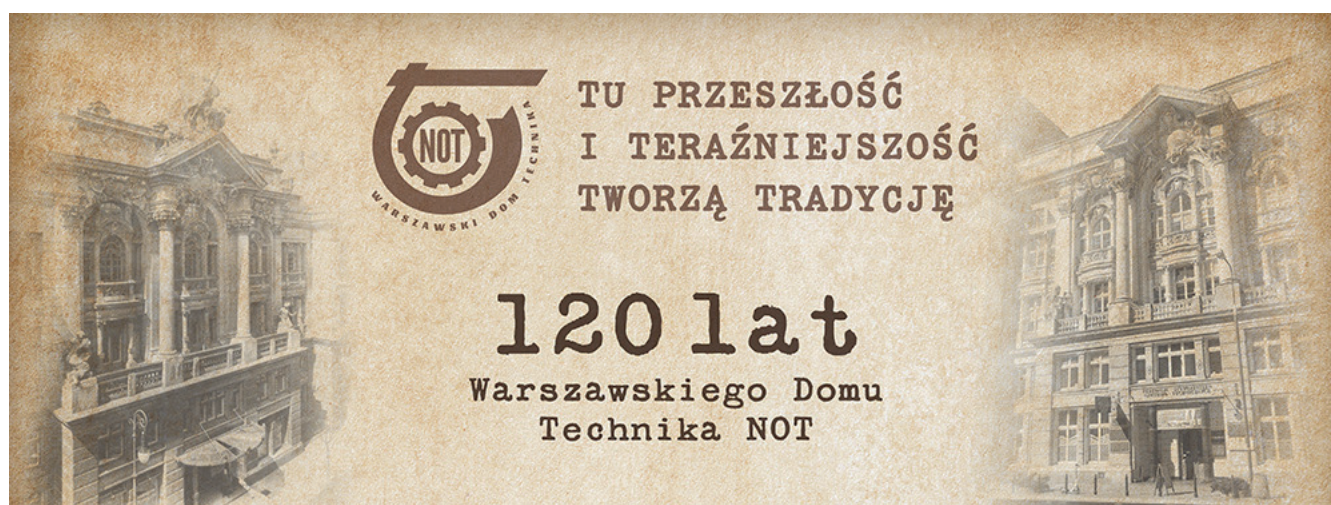 NOT
WARSZAWSKI DOM TECHNIKA
TU PRZESZŁOŚĆ
I TERAŹNIEJSZOŚĆ
TWORZĄ TRADYCJĘ
120 lat
Warszawskiego Domu
Technika NOT